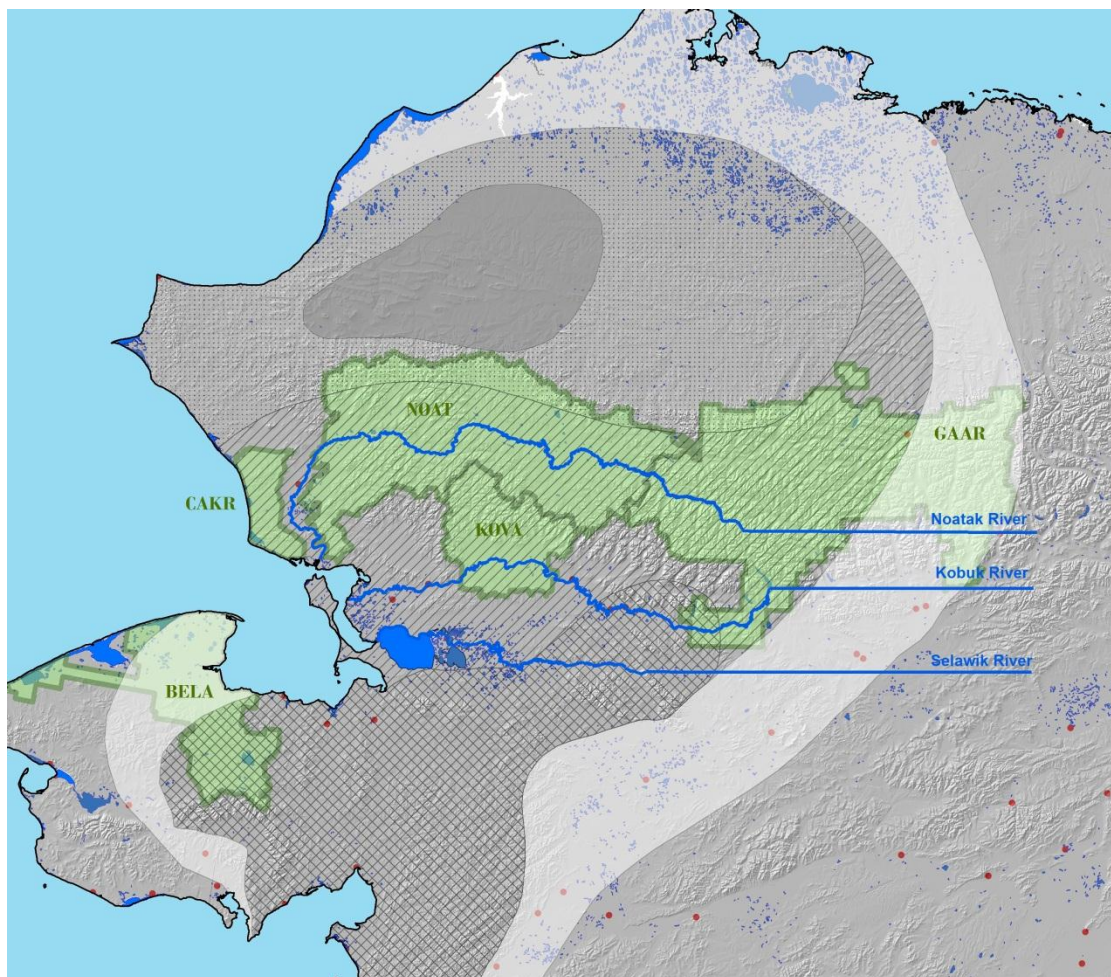 NOAT
GAAR
CAKR
KOVA
Noatak River
Kobuk River
Selawik River
BELA